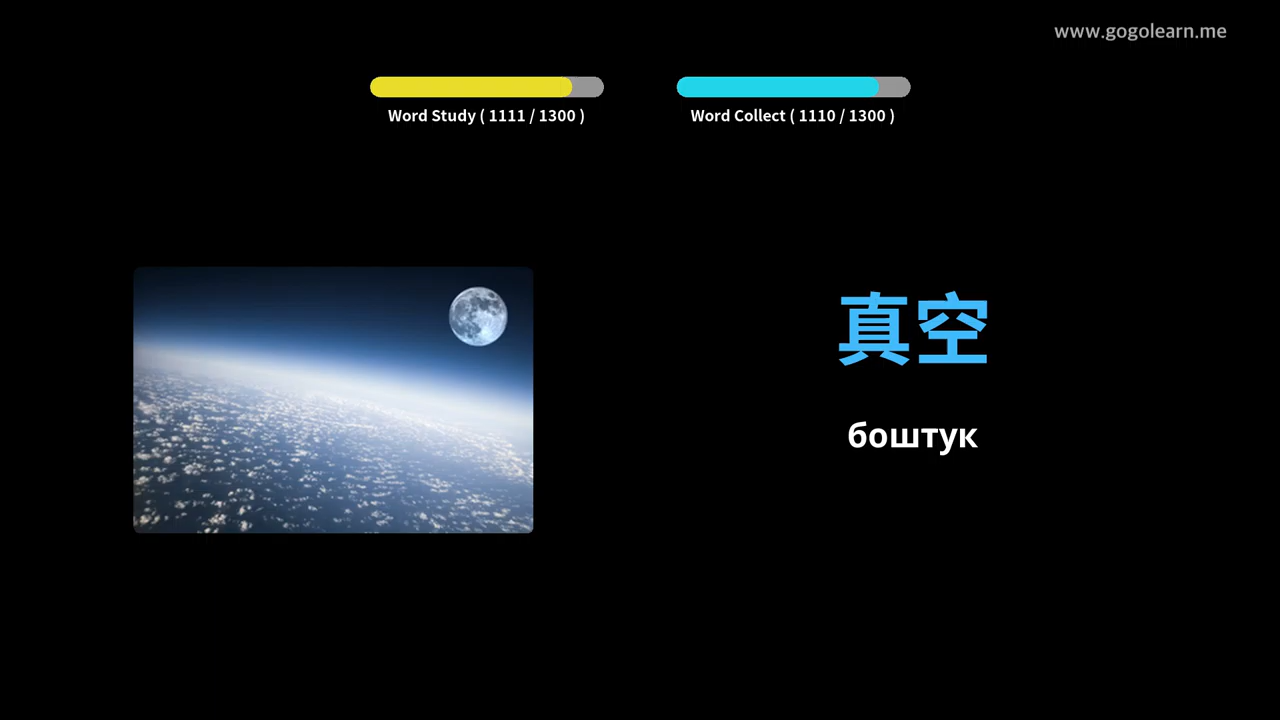 www.gogolearn.me
Word Study ( 1111 / 1300 )
Word Collect ( 1110 / 1300 )
真空
боштук